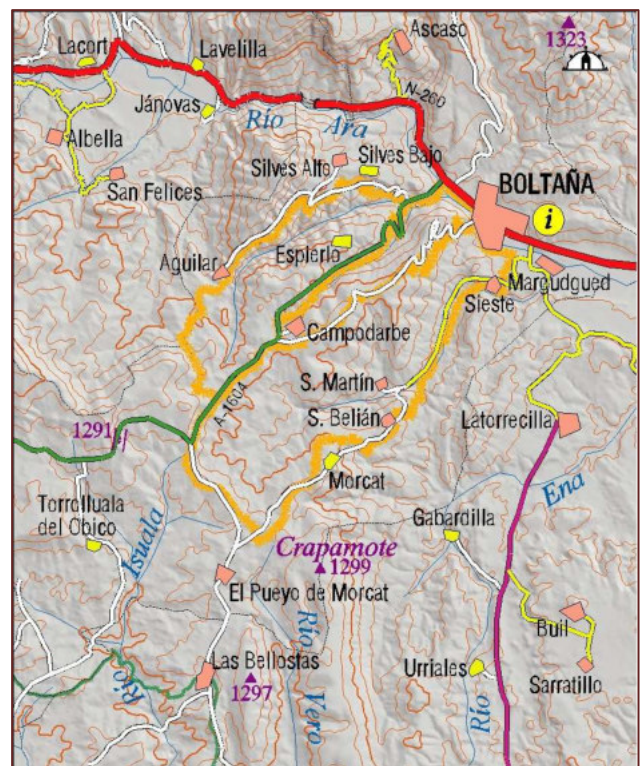 Ascaso
1323
Lacort
Lavelilla
N-260
Jánovas
Río Ara
Albella
San Felices
Silves Alto
Silves Bajo
BOLTAÑA
i
Aguilar
Espierlo
Margudgued
Sieste
Campodarbe
S. Martín
A-1604
S. Belián
Latorrecilla
1291
Morcat
Ena
Torrolluala
del Obico
Isuala
Gabardilla
Crapamote
1299
El Pueyo de Morcat
Río
Vero
Buil
Las Bellostas
Urriales
Sarratillo
Río
1297
Río